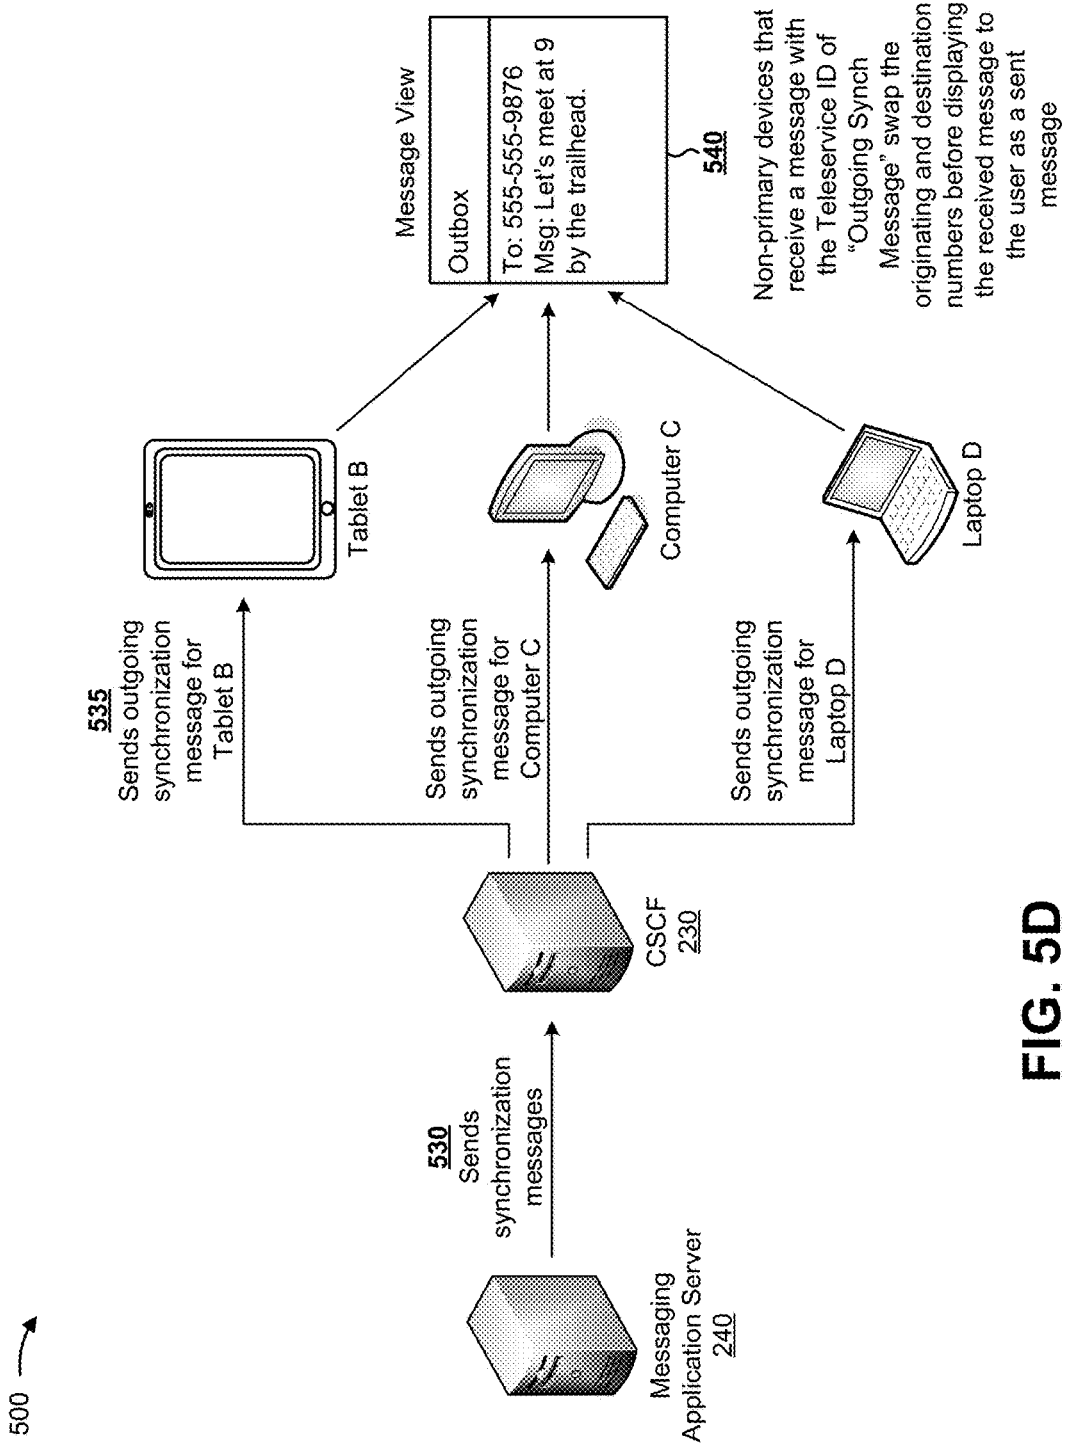 500
Messaging
Application Server
240
530
Sends
synchronization
messages
CSCF
230
535
Sends outgoing
synchronization
message for
Tablet B
Sends outgoing
synchronization
message for
Computer C
Sends outgoing
synchronization
message for
Laptop D
Tablet B
Computer C
Laptop D
Message View
Outbox
To: 555-555-9876
Msg: Let's meet at 9
by the trailhead.
540
Non-primary devices that
receive a message with
the Teleservice ID of
“Outgoing Synch
Message” swap the
originating and destination
numbers before displaying
the received message to
the user as a sent
message
FIG. 5D